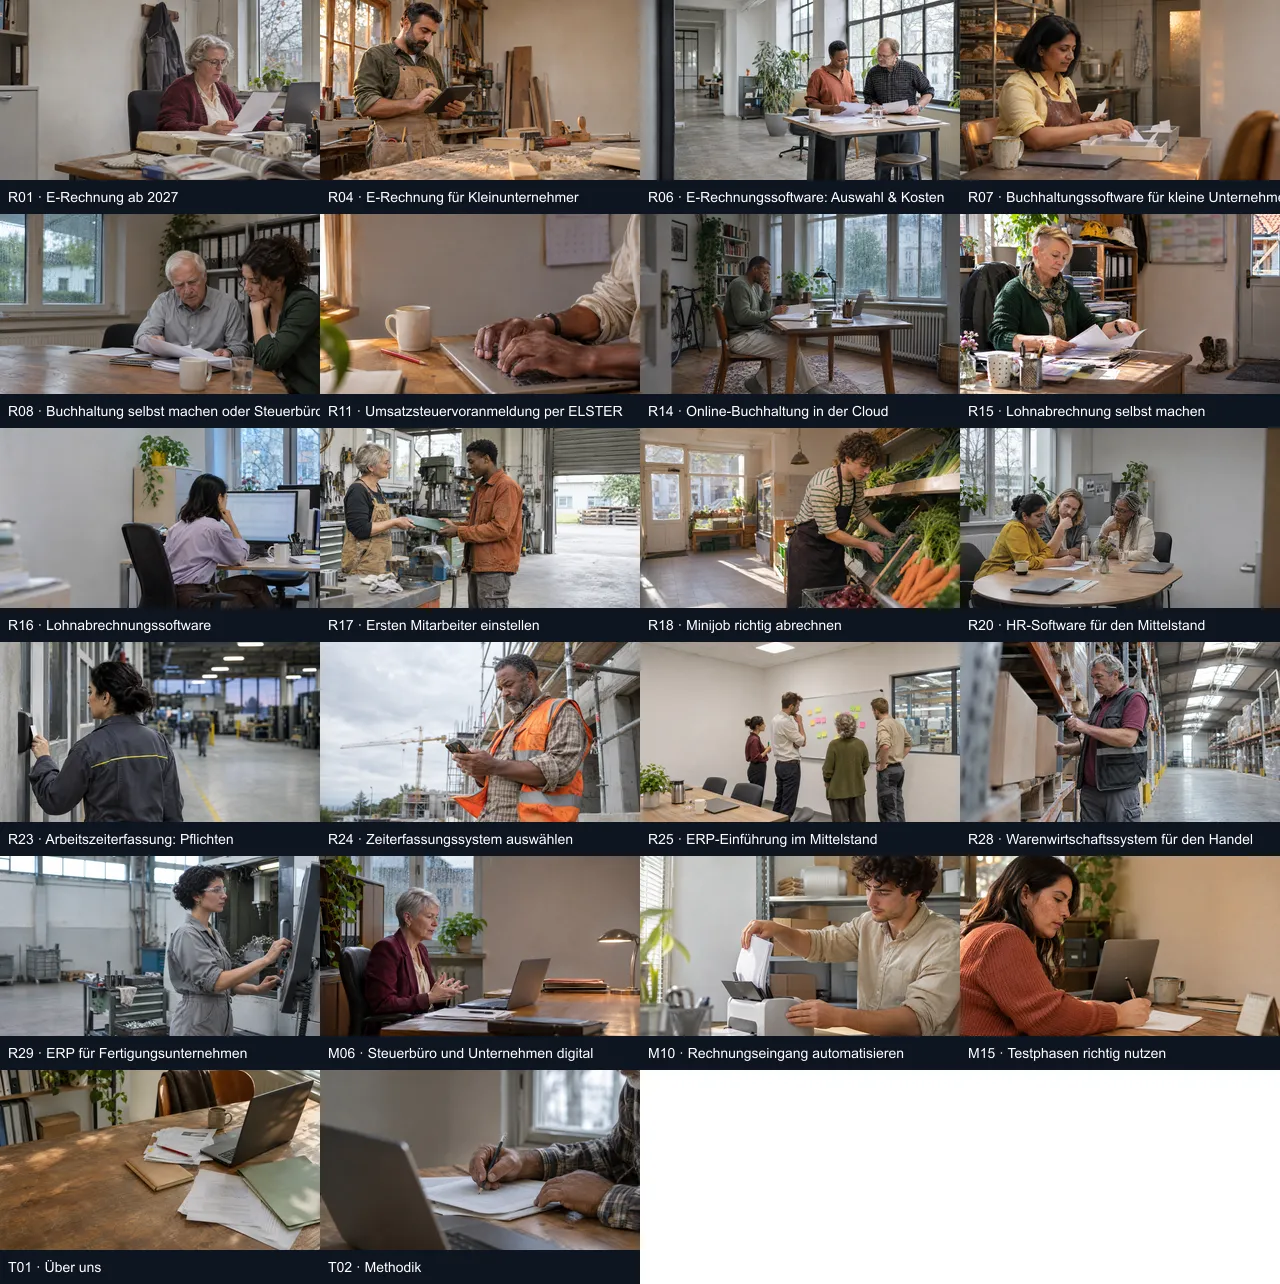 R01 · E-Rechnung ab 2027
R04 · E-Rechnung für Kleinunternehmer
R06 · E-Rechnungssoftware: Auswahl & Kosten
R07 · Buchhaltungssoftware für kleine Unternehme
R08 · Buchhaltung selbst machen oder Steuerbüro
R11 · Umsatzsteuervoranmeldung per ELSTER
R14 · Online-Buchhaltung in der Cloud
R15 · Lohnabrechnung selbst machen
R16 · Lohnabrechnungssoftware
R17 · Ersten Mitarbeiter einstellen
R18 · Minijob richtig abrechnen
R20 · HR-Software für den Mittelstand
R23 · Arbeitszeiterfassung: Pflichten
R24 · Zeiterfassungssystem auswählen
R25 · ERP-Einführung im Mittelstand
R28 · Warenwirtschaftssystem für den Handel
R29 · ERP für Fertigungsunternehmen
M06 · Steuerbüro und Unternehmen digital
M10 · Rechnungseingang automatisieren
M15 · Testphasen richtig nutzen
T01 · Über uns
T02 · Methodik